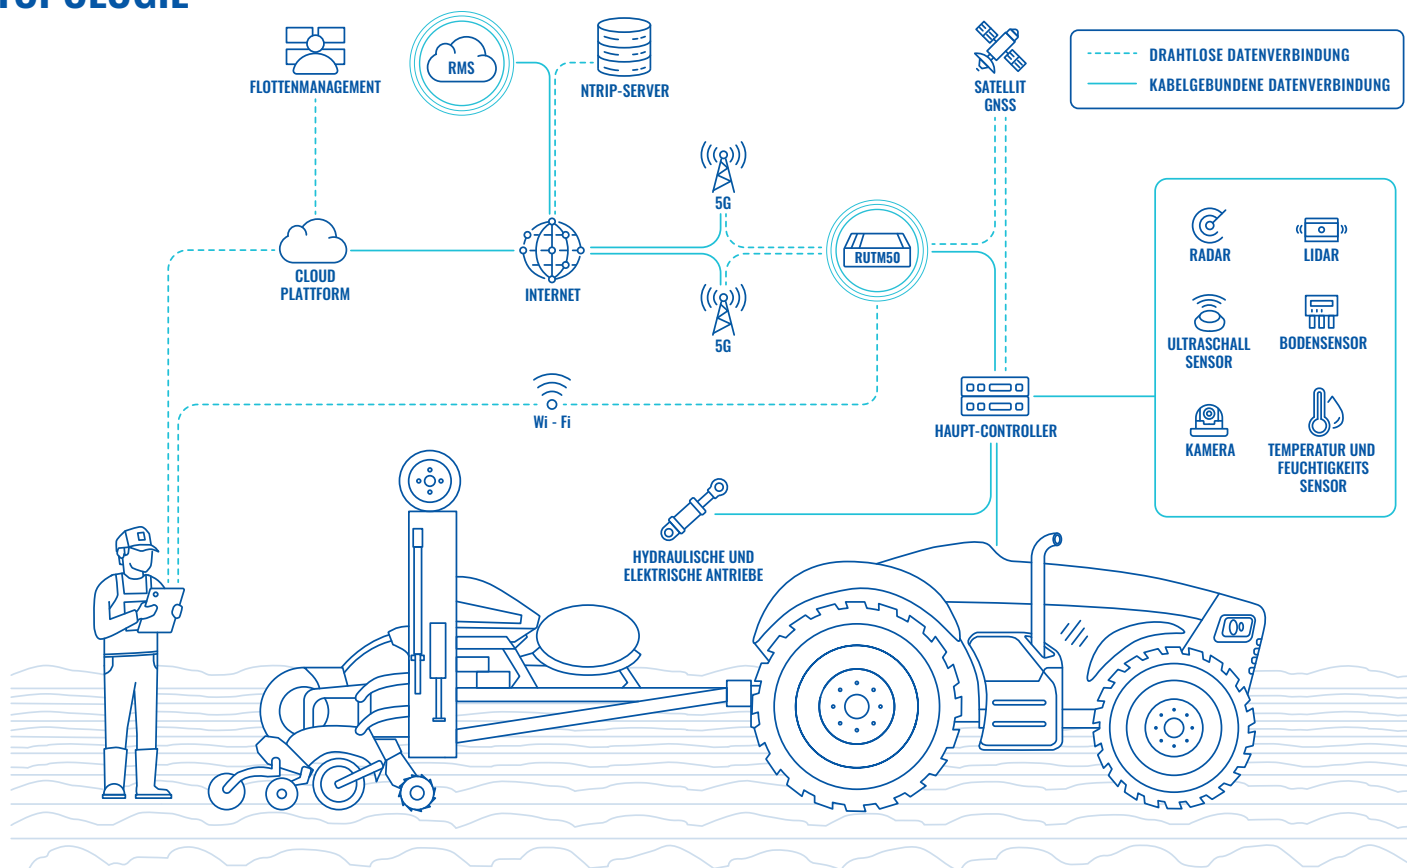 TOPOLOGIE
FLOTTENMANAGEMENT
RMS
NTRIP-SERVER
SATELLIT
GNSS
DRAHTLOSE DATENVERBINDUNG
KABELGEBUNDENE DATENVERBINDUNG
5G
RADAR
LIDAR
CLOUD
PLATTFORM
INTERNET
RUTM50
5G
ULTRASCHALL
SENSOR
BODENSENSOR
Wi - Fi
HAUPT-CONTROLLER
KAMERA
TEMPERATUR UND
FEUCHTIGKEITS
SENSOR
HYDRAULISCHE UND
ELEKTRISCHE ANTRIEBE